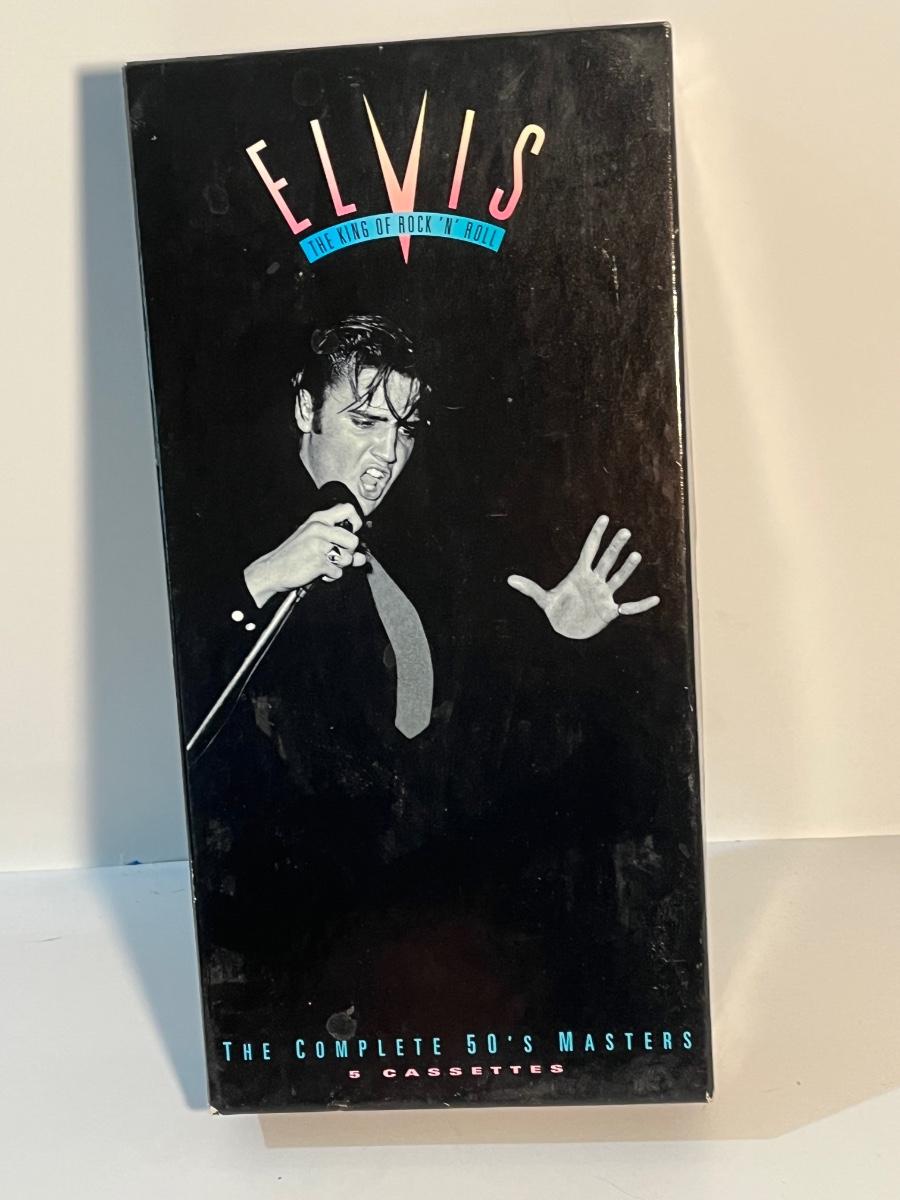 ELVIS
THE KING OF ROCK 'N' ROLL
THE COMPLETE 50'S MASTERS
5 CASSETTES